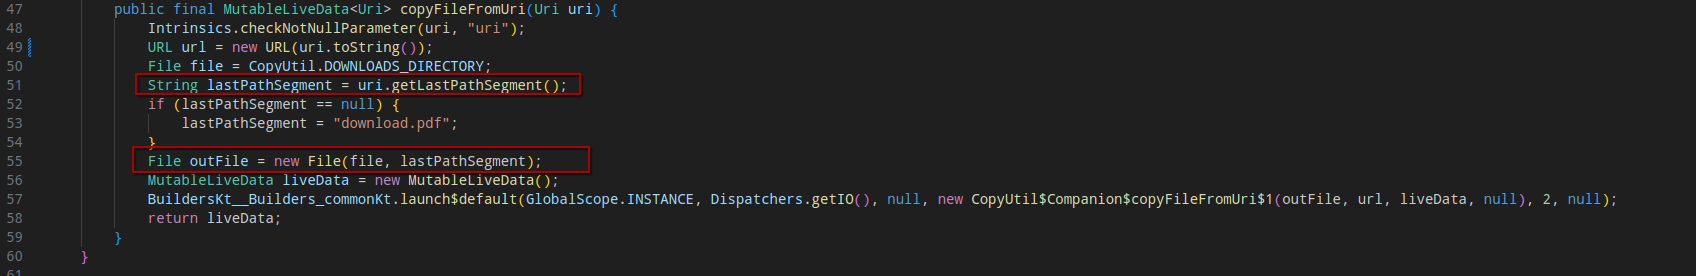 47 public final MutableLiveData<Uri> copyFileFromUri(Uri uri) {
48 Intrinsics.checkNotNullParameter(uri, "uri");
49 URL url = new URL(uri.toString());
50 File file = CopyUtil.DOWNLOADS_DIRECTORY;
51 String lastPathSegment = uri.getLastPathSegment();
52 if (lastPathSegment == null) {
53 lastPathSegment = "download.pdf";
54 }
55 File outFile = new File(file, lastPathSegment);
56 MutableLiveData liveData = new MutableLiveData();
57 BuildersKt__Builders_commonKt.launch$default(GlobalScope.INSTANCE, Dispatchers.getIO(), null, new CopyUtil$Companion$copyFileFromUri$1(outFile, url, liveData, null), 2, null);
58 return liveData;
59 }
60 }
61